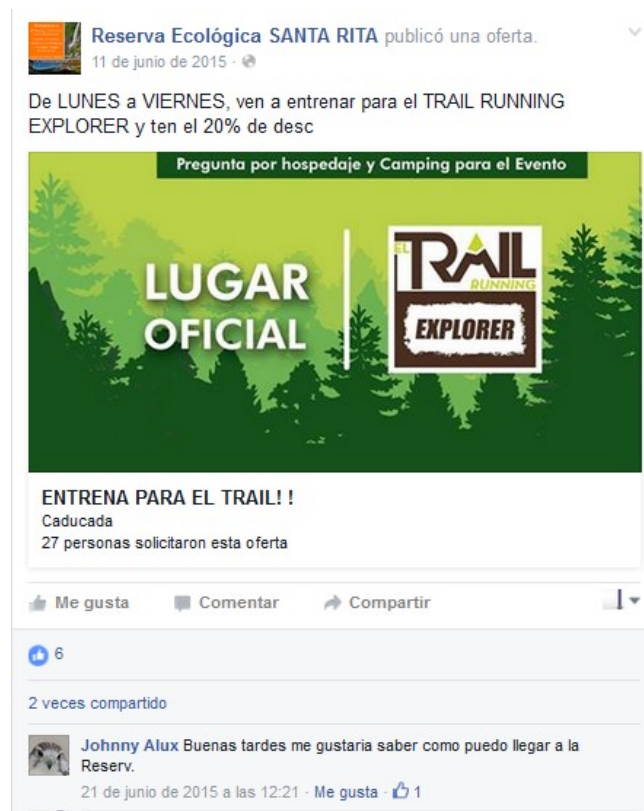 Reserva Ecológica SANTA RITA publicó una oferta.
11 de junio de 2015 ·
De LUNES a VIERNES, ven a entrenar para el TRAIL RUNNING
EXPLORER y ten el 20% de desc
Pregunta por hospedaje y Camping para el Evento
LUGAR
OFICIAL
EL TRAIL
RUNNING
EXPLORER
ENTRENA PARA EL TRAIL! !
Caducada
27 personas solicitaron esta oferta
Me gusta Comentar Compartir
6
2 veces compartido
Johnny Alux Buenas tardes me gustaria saber como puedo llegar a la
Reserv.
21 de junio de 2015 a las 12:21 · Me gusta · 1